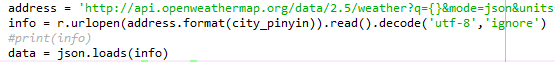 address = 'http://api.openweathermap.org/data/2.5/weather?q={}&mode=json&units
info = r.urlopen(address.format(city_pinyin)).read().decode('utf-8','ignore')
#print(info)
data = json.loads(info)